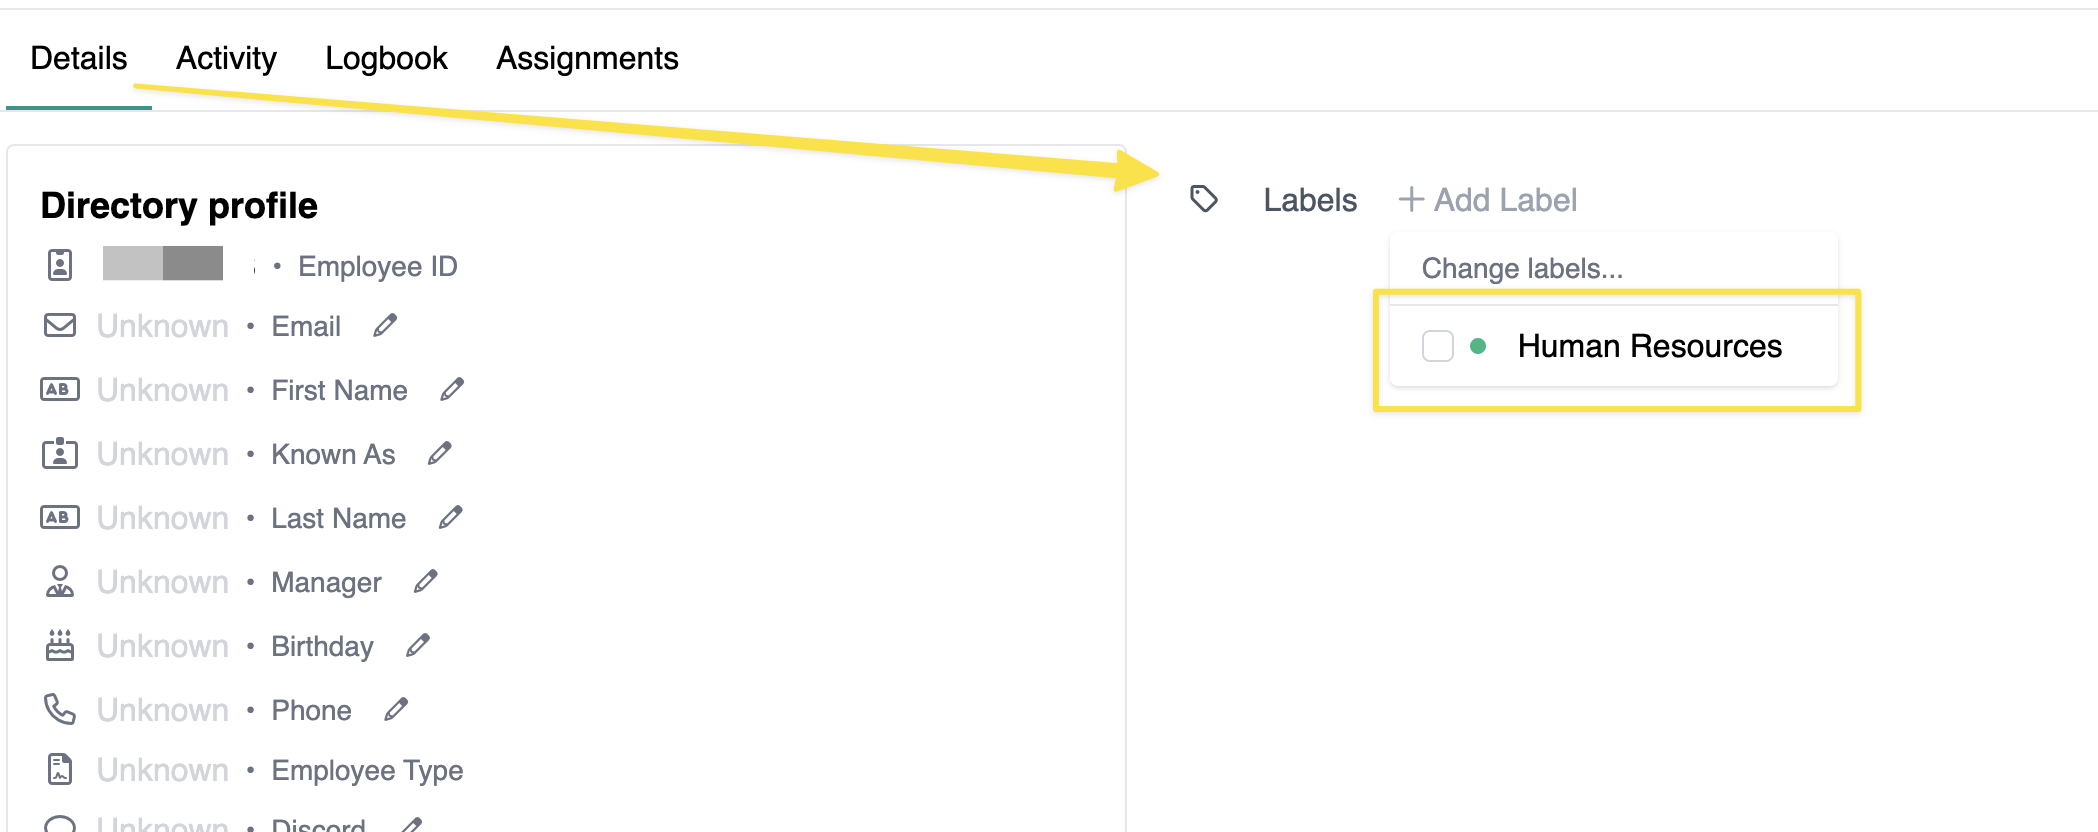 Details Activity Logbook Assignments
Directory profile
• Employee ID
Unknown • Email
Unknown • First Name
Unknown • Known As
Unknown • Last Name
Unknown • Manager
Unknown • Birthday
Unknown • Phone
Unknown • Employee Type
Unknown • Discord
Labels + Add Label
Change labels...
Human Resources